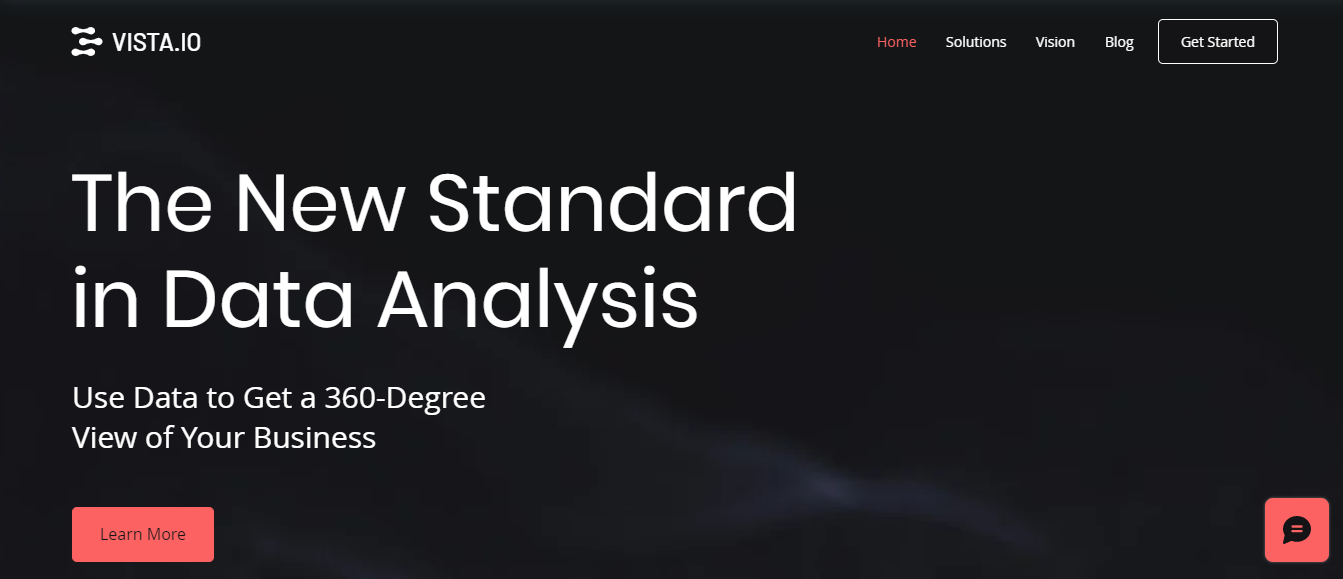 VISTA.IO
Home
Solutions
Vision
Blog
Get Started
The New Standard
in Data Analysis
Use Data to Get a 360-Degree
View of Your Business
Learn More